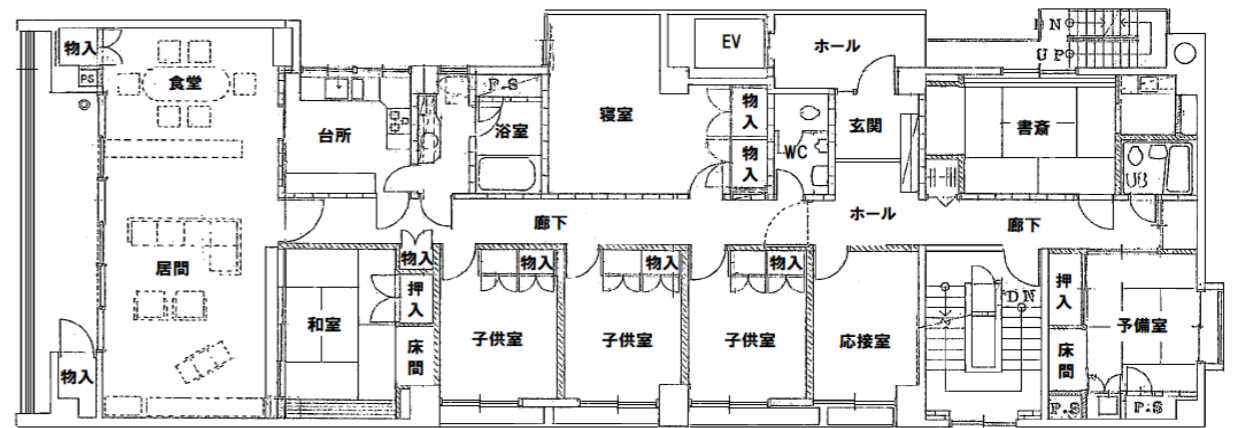 DN
EV
ホール
物入
食堂
UP
PS
P.S
物入
台所
浴室
寝室
玄関
書斎
物入
WC
UB
廊下
ホール
廊下
物入
物入
物入
物入
居間
押入
押入
DN
和室
子供室
子供室
子供室
応接室
予備室
床間
床間
物入
P.S
P.S